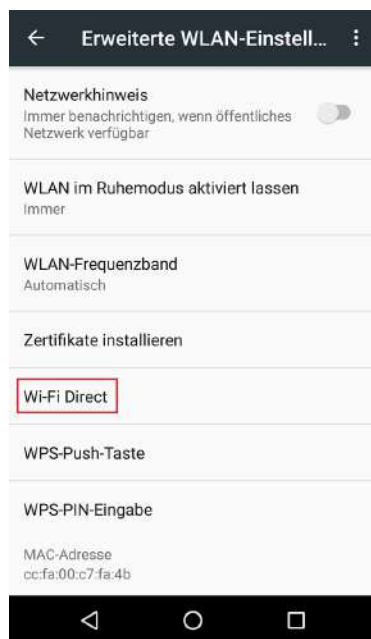 Erweiterte WLAN-Einstell...
Netzwerkhinweis
Immer benachrichtigen, wenn öffentliches
Netzwerk verfügbar
WLAN im Ruhemodus aktiviert lassen
Immer
WLAN-Frequenzband
Automatisch
Zertifikate installieren
Wi-Fi Direct
WPS-Push-Taste
WPS-PIN-Eingabe
MAC-Adresse
cc:fa:00:c7:fa:4b